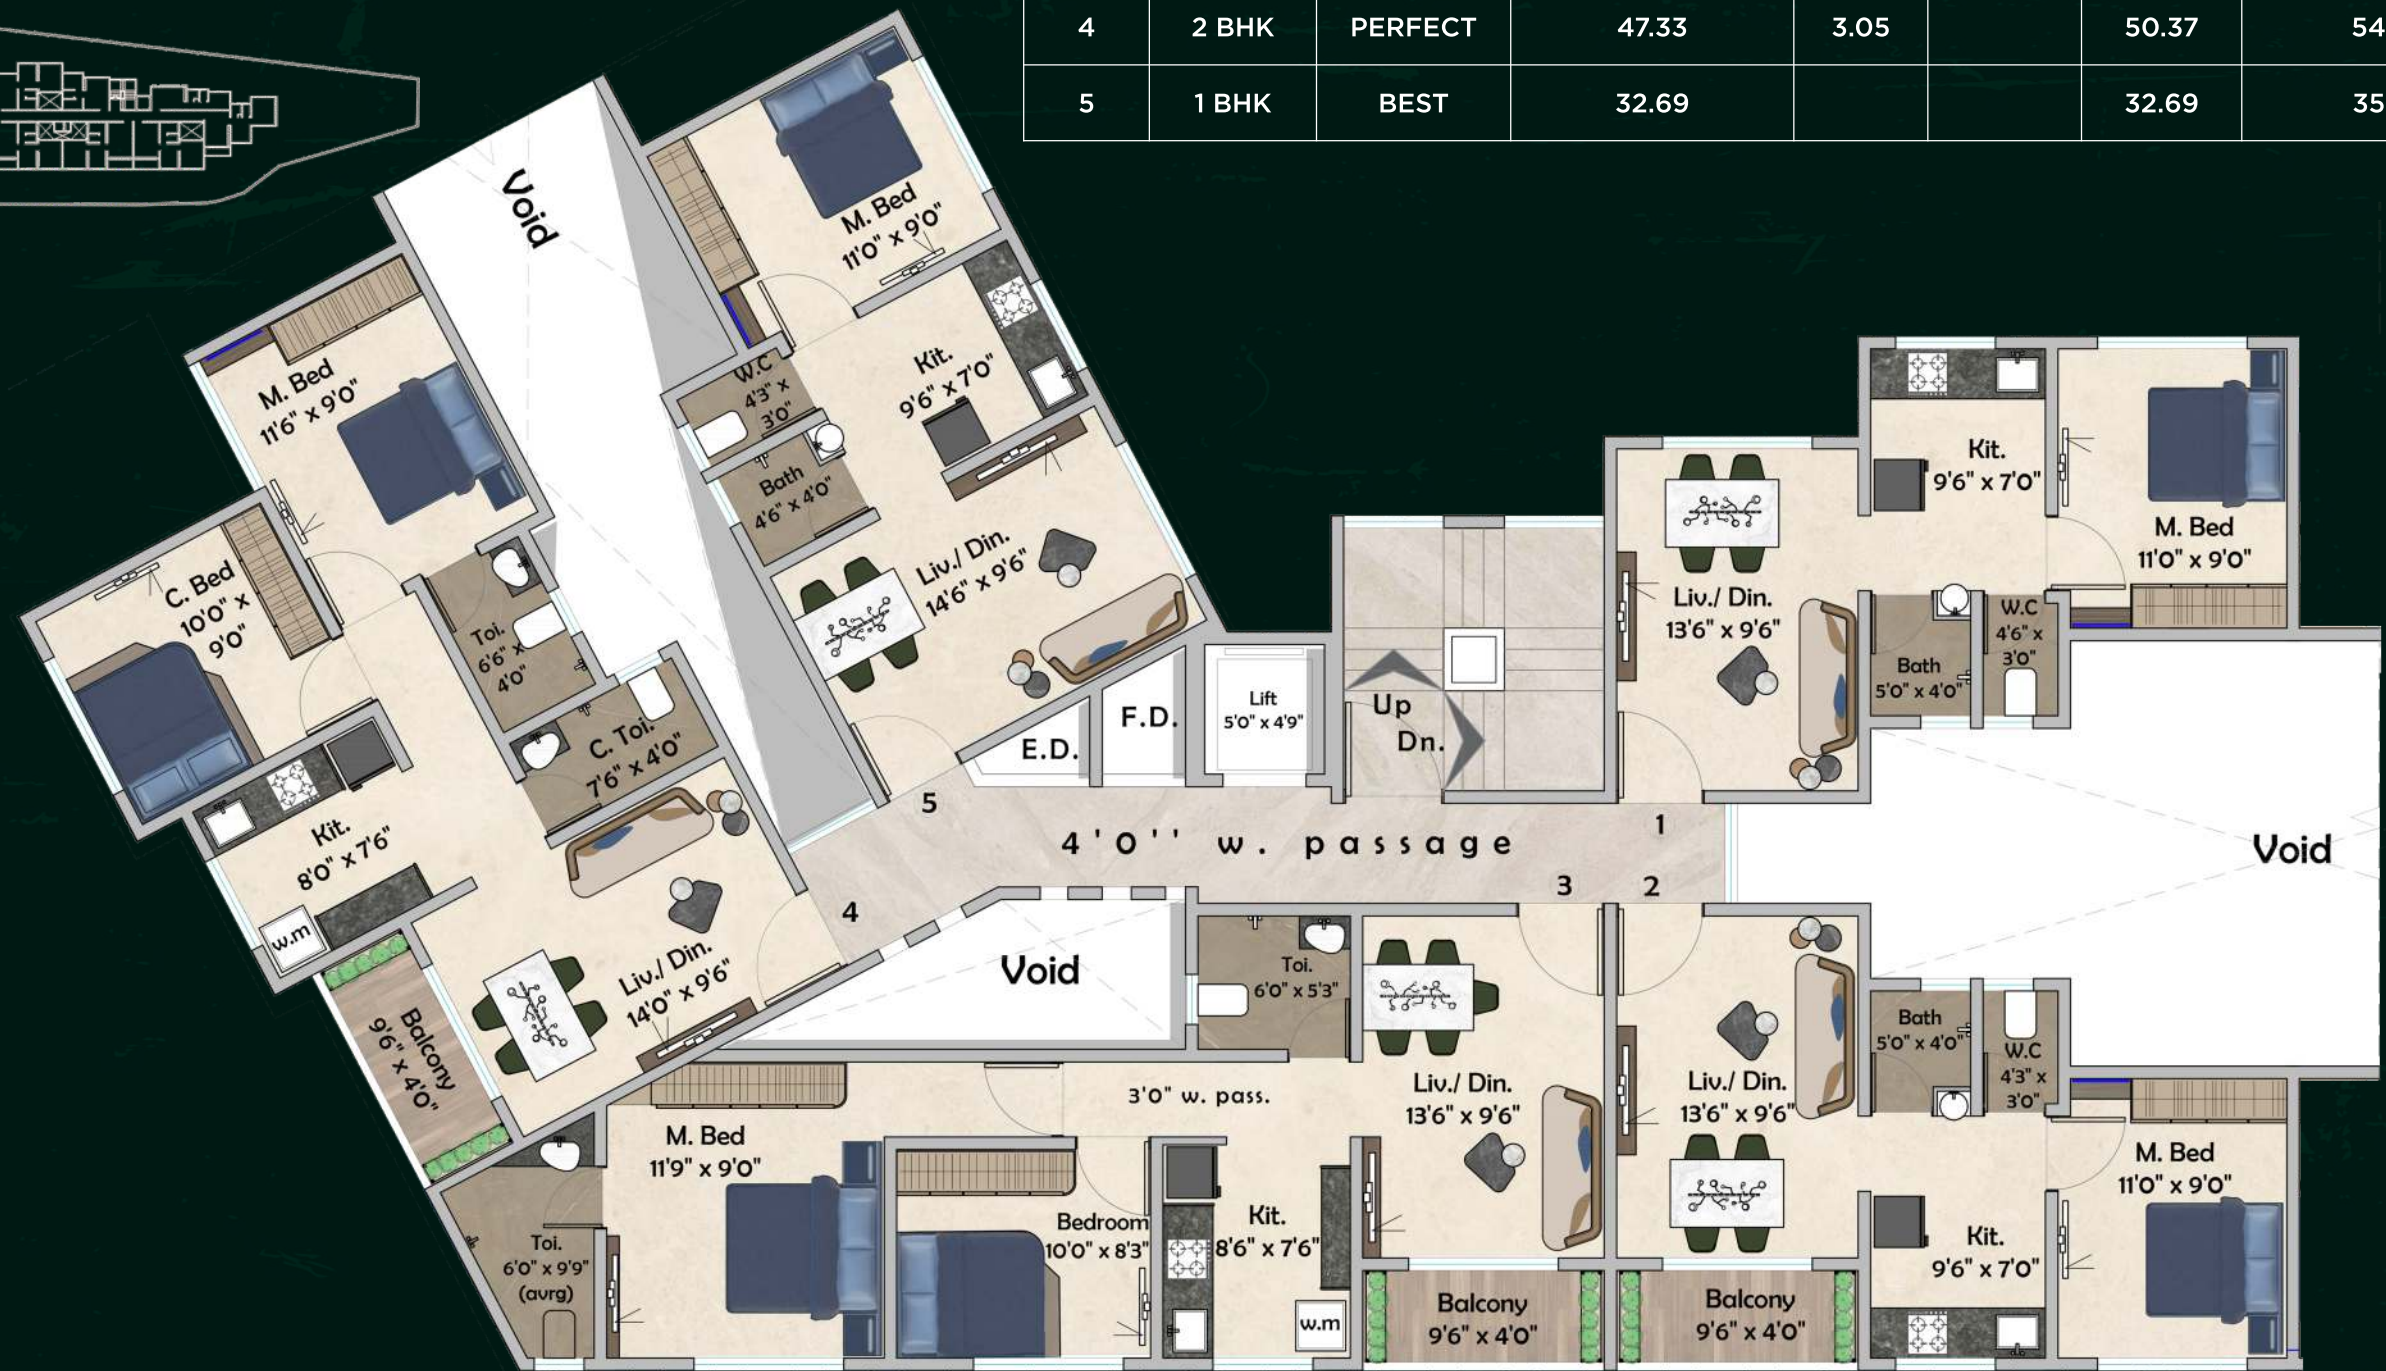 4 2 BHK PERFECT 47.33 3.05 50.37 54
5 1 BHK BEST 32.69 32.69 35
Void
M. Bed
11'0" x 9'0"
M. Bed
11'6" x 9'0"
Kit.
9'6" x 7'0"
W.C
4'3" x
3'0"
Bath
4'6" x 4'0"
Liv./ Din.
14'6" x 9'6"
C. Bed
10'0" x
9'0"
Toi.
6'6" x
4'0"
C. Toi.
7'6" x 4'0"
Kit.
8'0" x 7'6"
w.m
Liv./ Din.
14'0" x 9'6"
Balcony
9'6" x 4'0"
E.D.
F.D.
Lift
5'0" x 4'9"
Up
Dn.
5
4
4'0'' w. passage
1
3
2
Kit.
9'6" x 7'0"
M. Bed
11'0" x 9'0"
Liv./ Din.
13'6" x 9'6"
Bath
5'0" x 4'0"
W.C
4'6" x
3'0"
Void
Void
Toi.
6'0" x 5'3"
3'0" w. pass.
Liv./ Din.
13'6" x 9'6"
Liv./ Din.
13'6" x 9'6"
Bath
5'0" x 4'0"
W.C
4'3" x
3'0"
M. Bed
11'9" x 9'0"
M. Bed
11'0" x 9'0"
Toi.
6'0" x 9'9"
(avrg)
Bedroom
10'0" x 8'3"
Kit.
8'6" x 7'6"
w.m
Kit.
9'6" x 7'0"
Balcony
9'6" x 4'0"
Balcony
9'6" x 4'0"